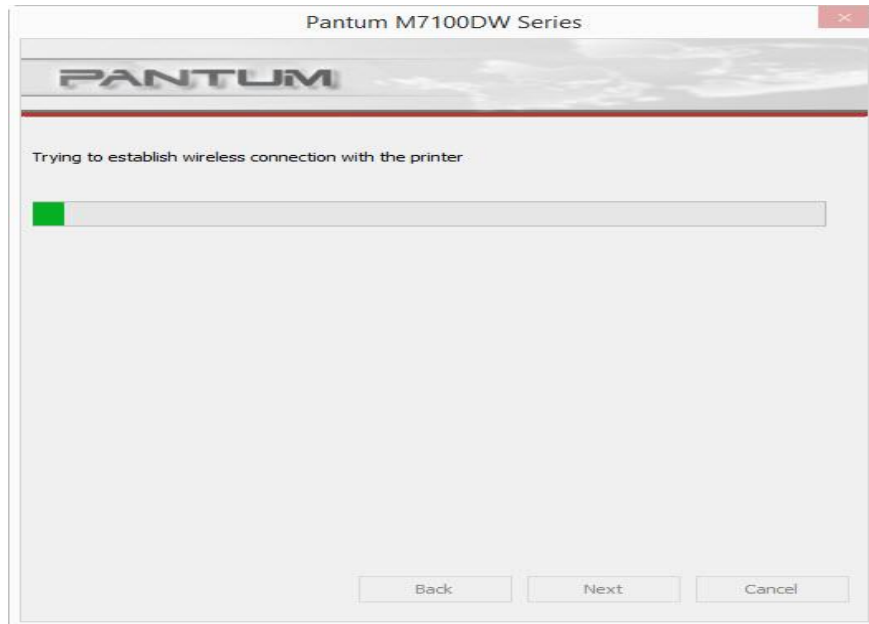 Pantum M7100DW Series
PANTUM
Trying to establish wireless connection with the printer
Back Next Cancel